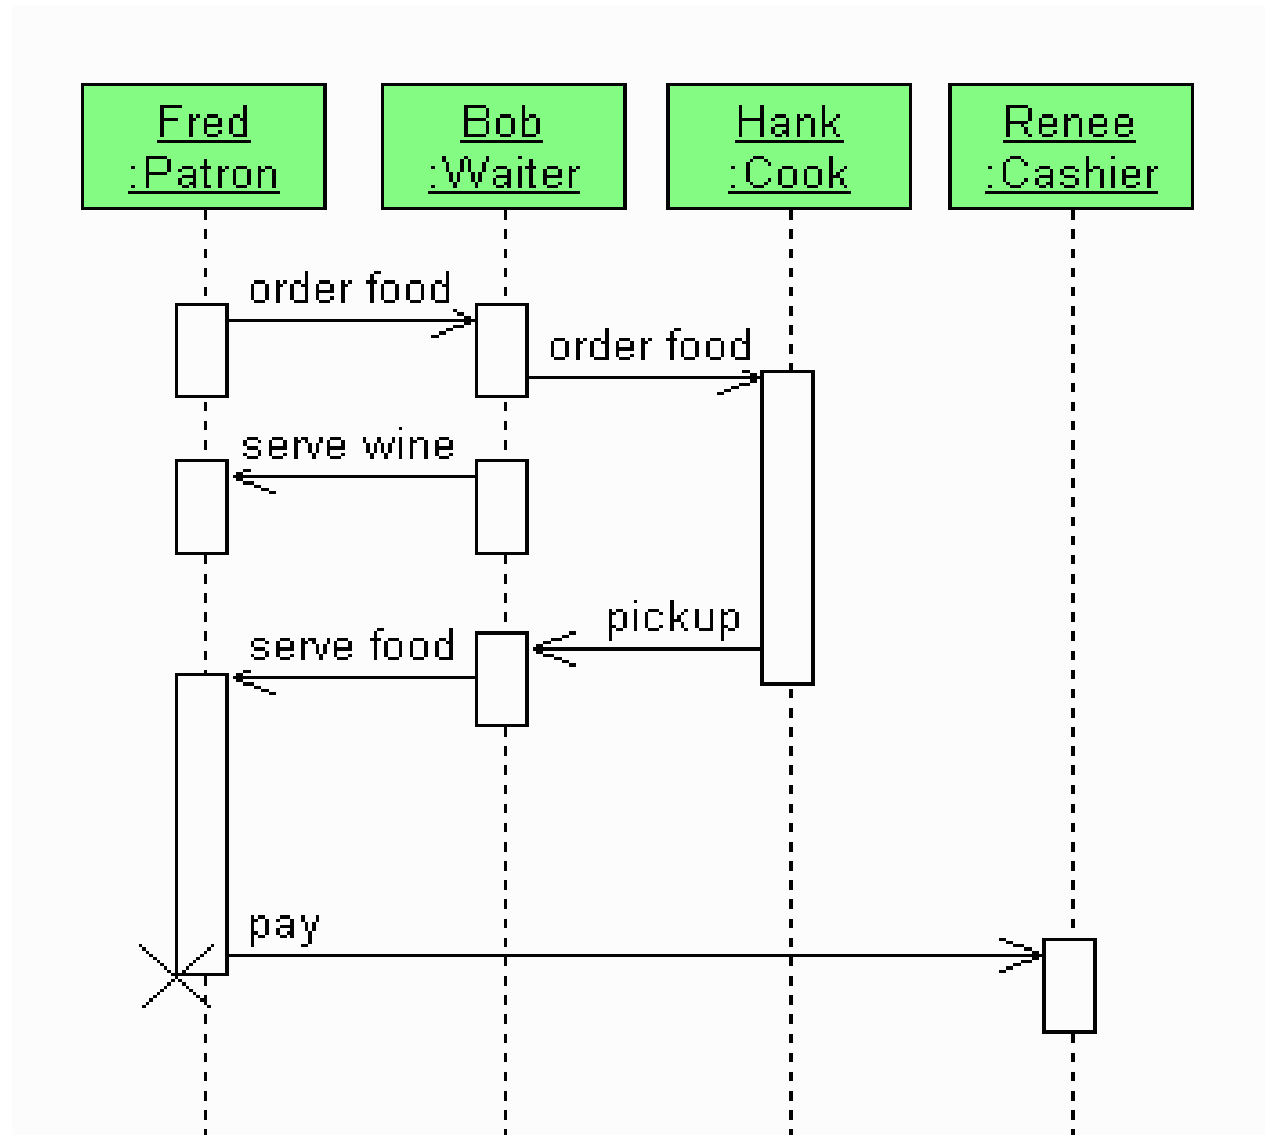 Fred
:Patron
Bob
:Waiter
Hank
:Cook
Renee
:Cashier
order food
order food
serve wine
pickup
serve food
pay